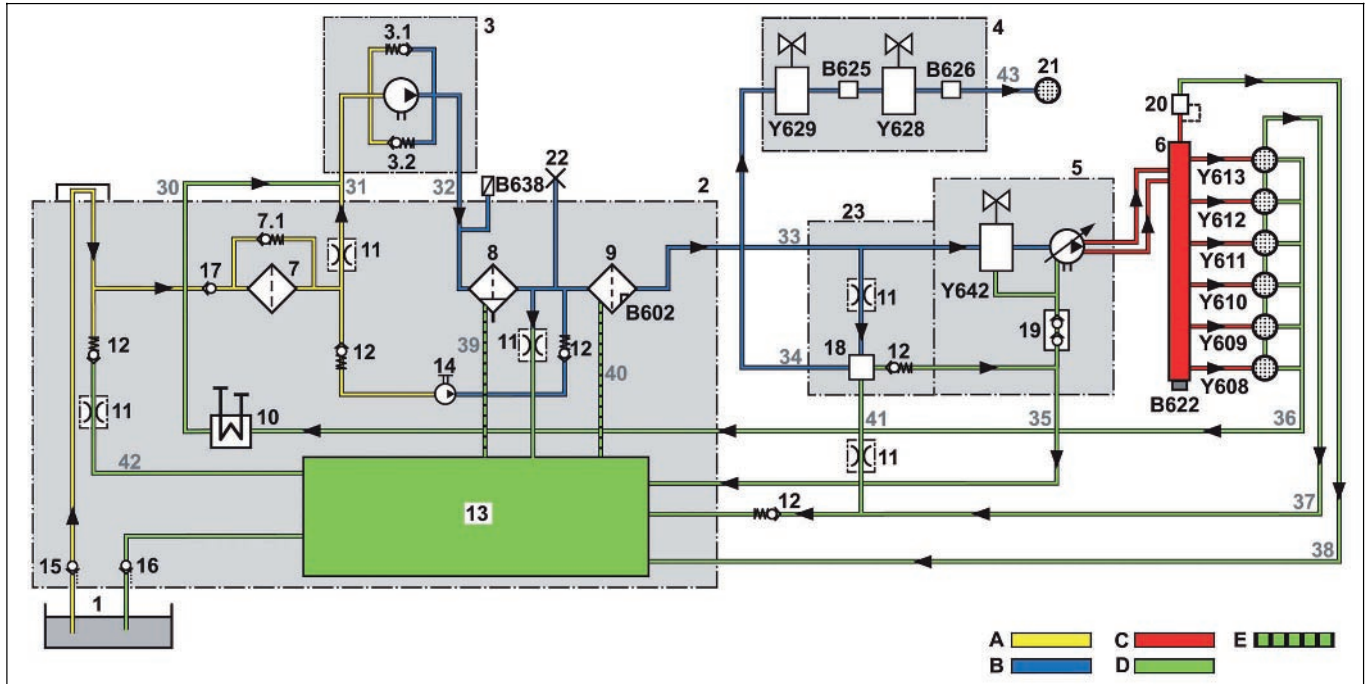 3 3.1 3.2
4 B625 B626 43 21
Y629 Y628
20 6
30 31 32 22 B638 2
5 Y613
7.1 23 Y612
11 33
17 7 8 9 Y611
B602 11 Y642 Y610
12 12 39 11 12 18 12 19 Y609
14 40 34 Y608
11 10 B622
41 35 36
42 11
13 12 37
15 16 38
1
A C E
B D